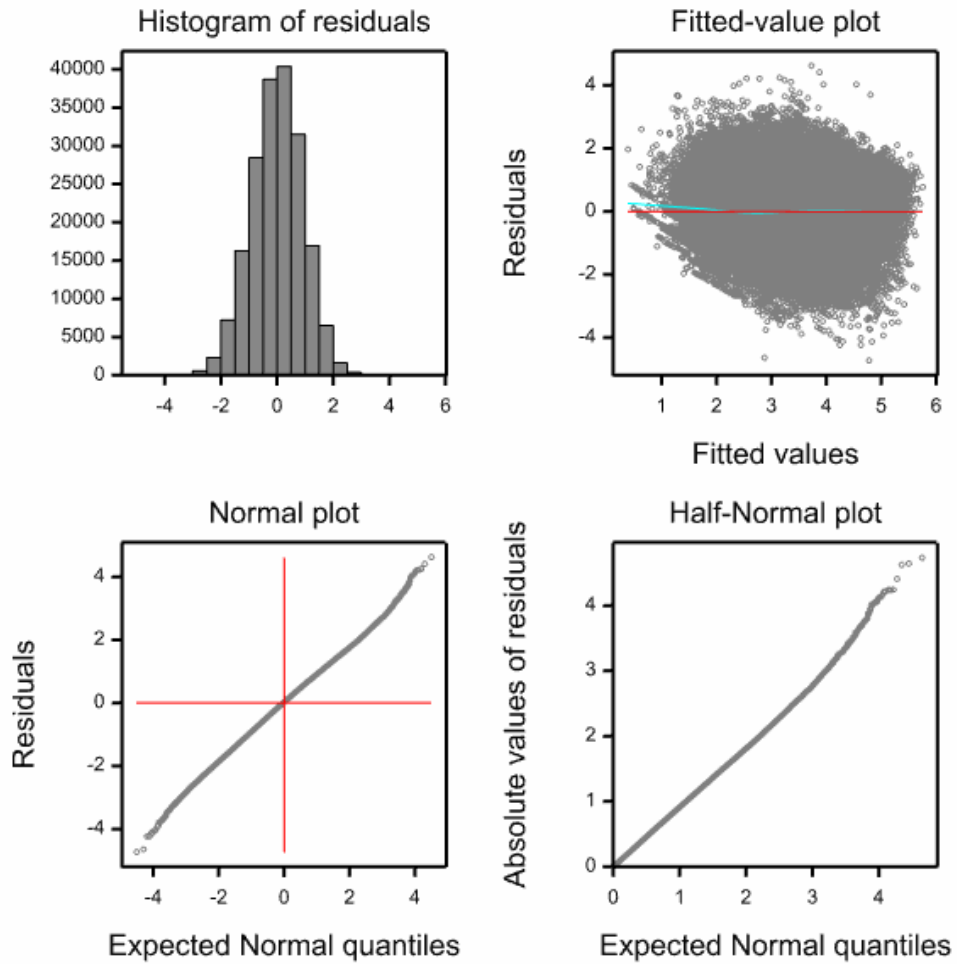 Histogram of residuals
40000
35000
30000
25000
20000
15000
10000
5000
0
-4 -2 0 2 4 6
Fitted-value plot
Residuals
4
2
0
-2
-4
1 2 3 4 5 6
Fitted values
Normal plot
Residuals
4
2
0
-2
-4
-4 -2 0 2 4
Expected Normal quantiles
Half-Normal plot
Absolute values of residuals
4
3
2
1
0
0 1 2 3 4
Expected Normal quantiles